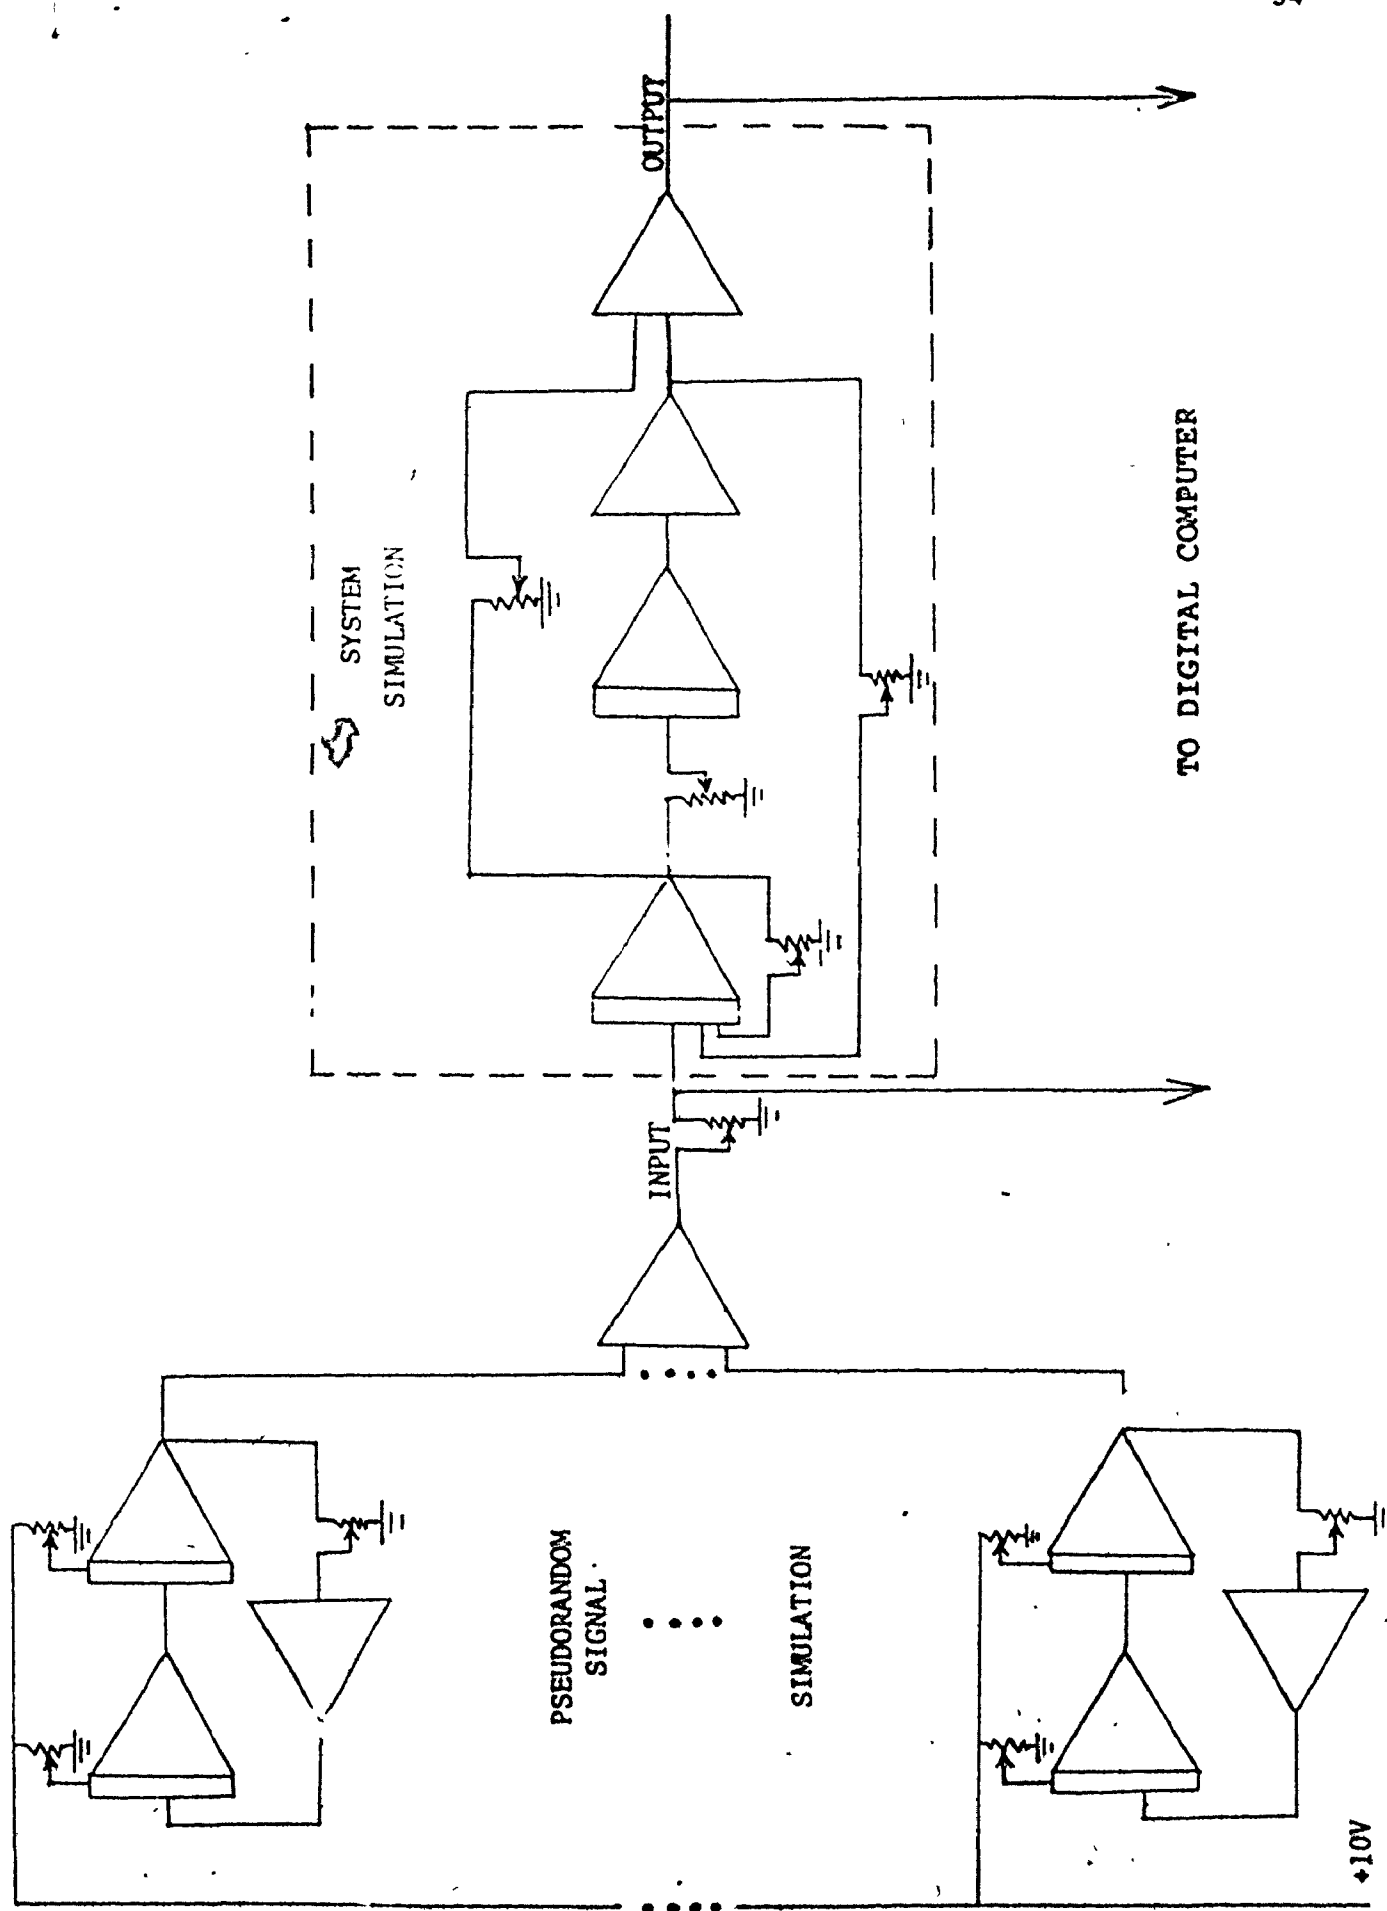 OUTPUT
SYSTEM
SIMULATION
TO DIGITAL COMPUTER
INPUT
PSEUDORANDOM
SIGNAL
SIMULATION
+10V